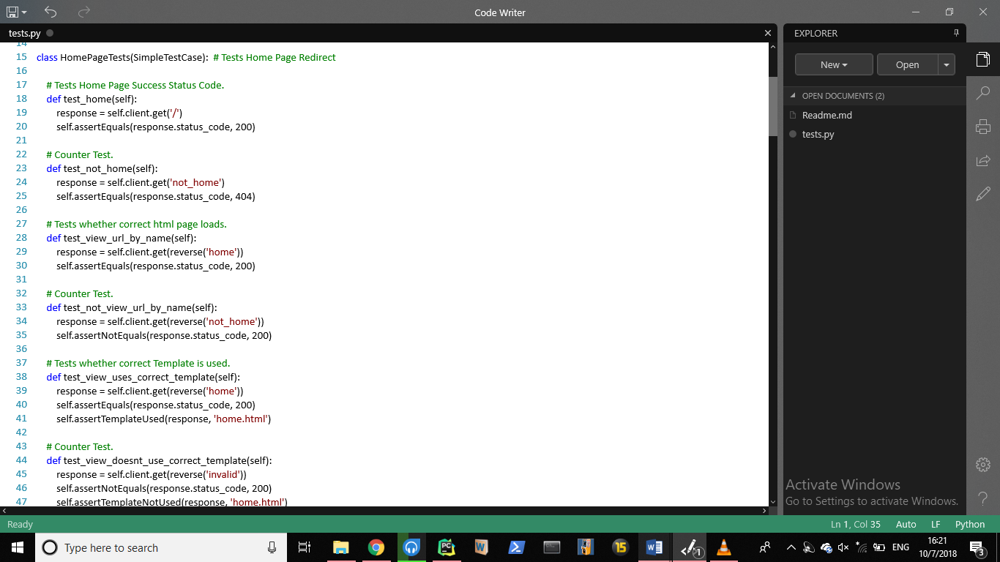 Code Writer
tests.py
EXPLORER
14
15 class HomePageTests(SimpleTestCase):  # Tests Home Page Redirect
16
17 # Tests Home Page Success Status Code.
18 def test_home(self):
19 response = self.client.get('/')
20 self.assertEquals(response.status_code, 200)
21
22 # Counter Test.
23 def test_not_home(self):
24 response = self.client.get('not_home')
25 self.assertEquals(response.status_code, 404)
26
27 # Tests whether correct html page loads.
28 def test_view_url_by_name(self):
29 response = self.client.get(reverse('home'))
30 self.assertEquals(response.status_code, 200)
31
32 # Counter Test.
33 def test_not_view_url_by_name(self):
34 response = self.client.get(reverse('not_home'))
35 self.assertNotEquals(response.status_code, 200)
36
37 # Tests whether correct Template is used.
38 def test_view_uses_correct_template(self):
39 response = self.client.get(reverse('home'))
40 self.assertEquals(response.status_code, 200)
41 self.assertTemplateUsed(response, 'home.html')
42
43 # Counter Test.
44 def test_view_doesnt_use_correct_template(self):
45 response = self.client.get(reverse('invalid'))
46 self.assertNotEquals(response.status_code, 200)
47 self.assertTemplateNotUsed(response, 'home.html')
New
Open
OPEN DOCUMENTS (2)
Readme.md
tests.py
Activate Windows
Go to Settings to activate Windows.
Ready
Ln 1, Col 35
Auto
LF
Python
Type here to search
PC
W
15
W
1
ENG
16:21
10/7/2018
3